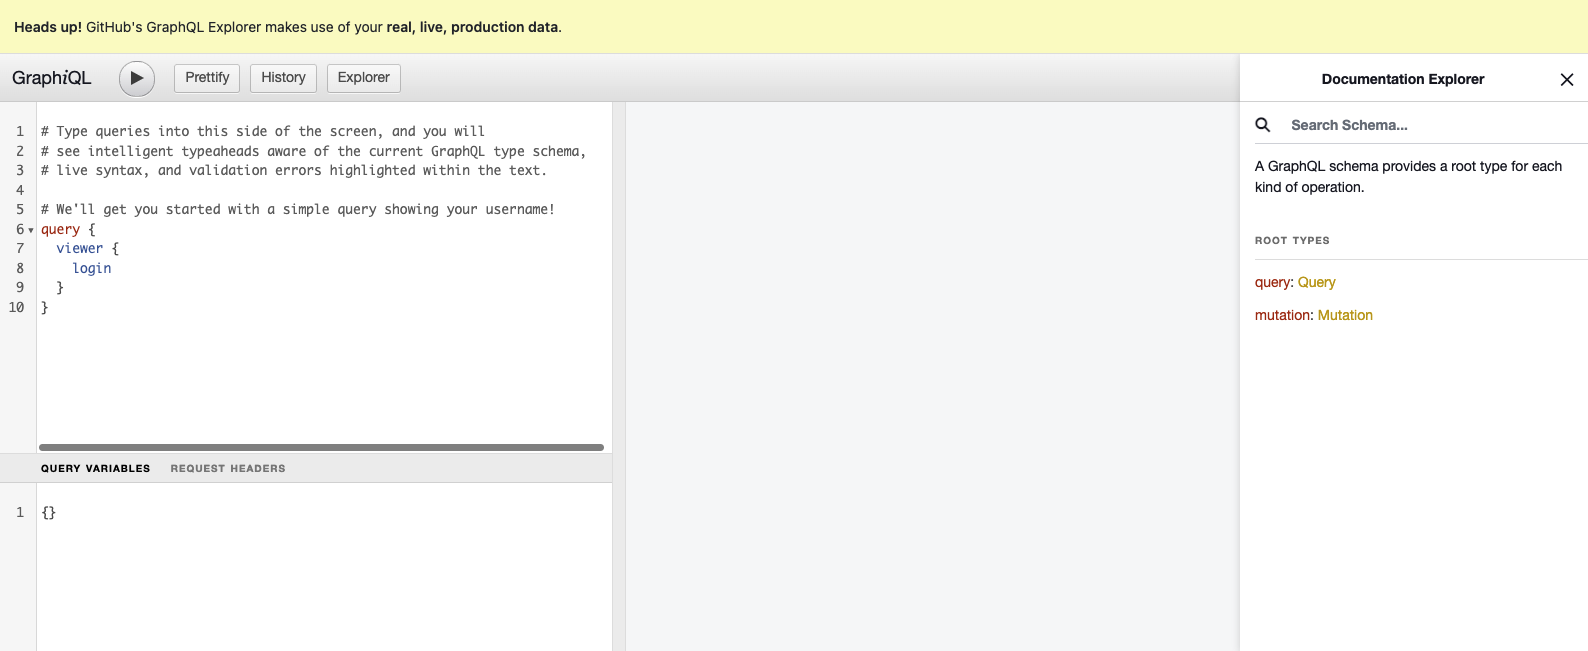 Heads up! GitHub's GraphQL Explorer makes use of your real, live, production data.
GraphiQL
Prettify
History
Explorer
1 # Type queries into this side of the screen, and you will
2 # see intelligent typeaheads aware of the current GraphQL type schema,
3 # live syntax, and validation errors highlighted within the text.
4
5 # We'll get you started with a simple query showing your username!
6 query {
7   viewer {
8     login
9   }
10 }
QUERY VARIABLES REQUEST HEADERS
1 {}
Documentation Explorer
Search Schema...
A GraphQL schema provides a root type for each
kind of operation.
ROOT TYPES
query: Query
mutation: Mutation